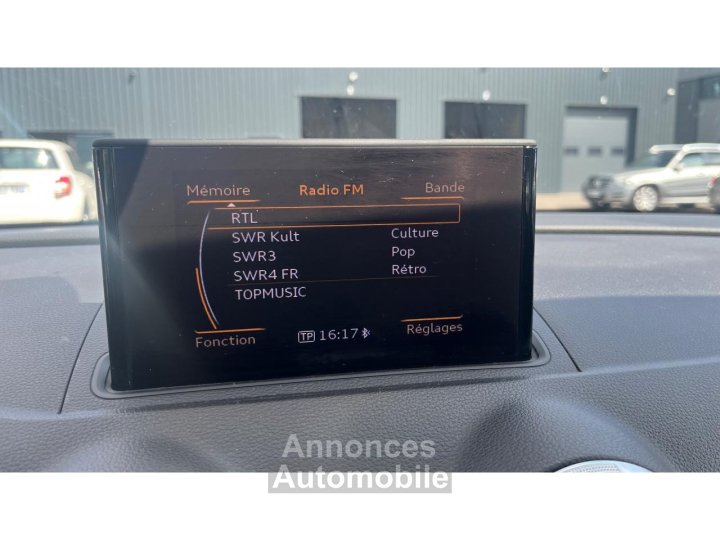 Mémoire Radio FM Bande
RTL
SWR Kult Culture
SWR3 Pop
SWR4 FR Rétro
TOPMUSIC
Fonction TP 16:17 Réglages
Annonces
Automobile